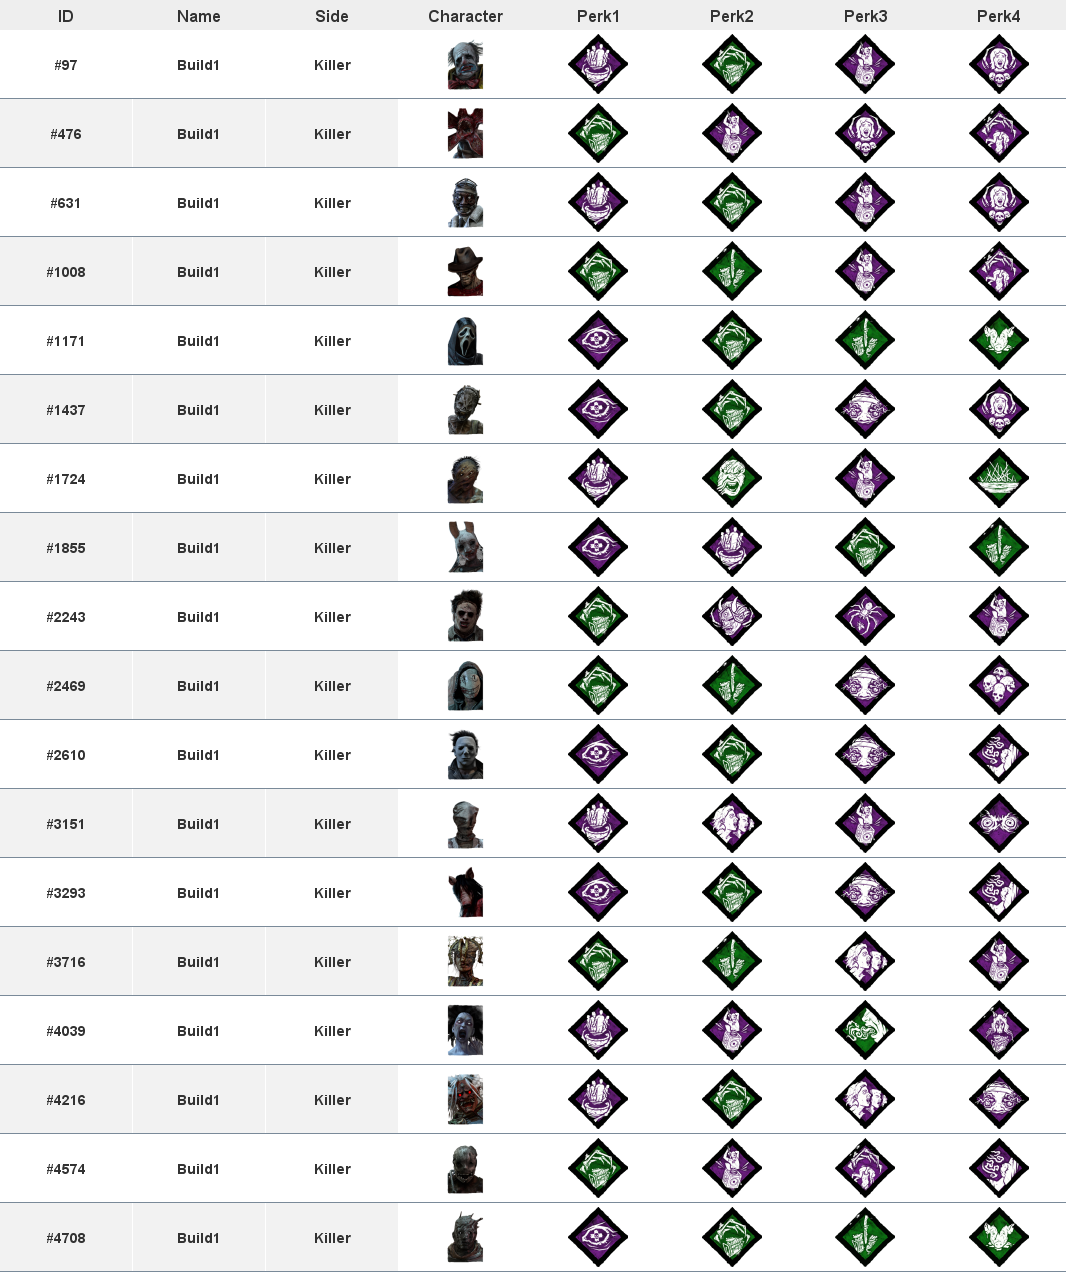 ID Name Side Character Perk1 Perk2 Perk3 Perk4
#97 Build1 Killer
#476 Build1 Killer
#631 Build1 Killer
#1008 Build1 Killer
#1171 Build1 Killer
#1437 Build1 Killer
#1724 Build1 Killer
#1855 Build1 Killer
#2243 Build1 Killer
#2469 Build1 Killer
#2610 Build1 Killer
#3151 Build1 Killer
#3293 Build1 Killer
#3716 Build1 Killer
#4039 Build1 Killer
#4216 Build1 Killer
#4574 Build1 Killer
#4708 Build1 Killer